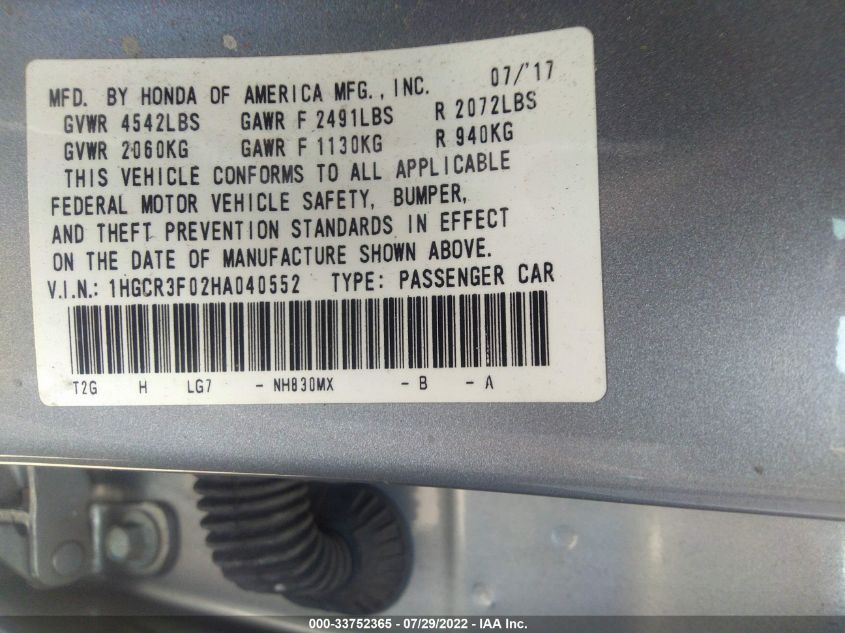 MFD. BY HONDA OF AMERICA MFG., INC. 07/'17
GVWR 4542LBS GAWR F 2491LBS R 2072LBS
GVWR 2060KG GAWR F 1130KG R 940KG
THIS VEHICLE CONFORMS TO ALL APPLICABLE
FEDERAL MOTOR VEHICLE SAFETY, BUMPER,
AND THEFT PREVENTION STANDARDS IN EFFECT
ON THE DATE OF MANUFACTURE SHOWN ABOVE.
V.I.N.: 1HGCR3F02HA040552 TYPE: PASSENGER CAR
T2G H LG7 - NH830MX - B - A
000-33752365 - 07/29/2022 - IAA Inc.